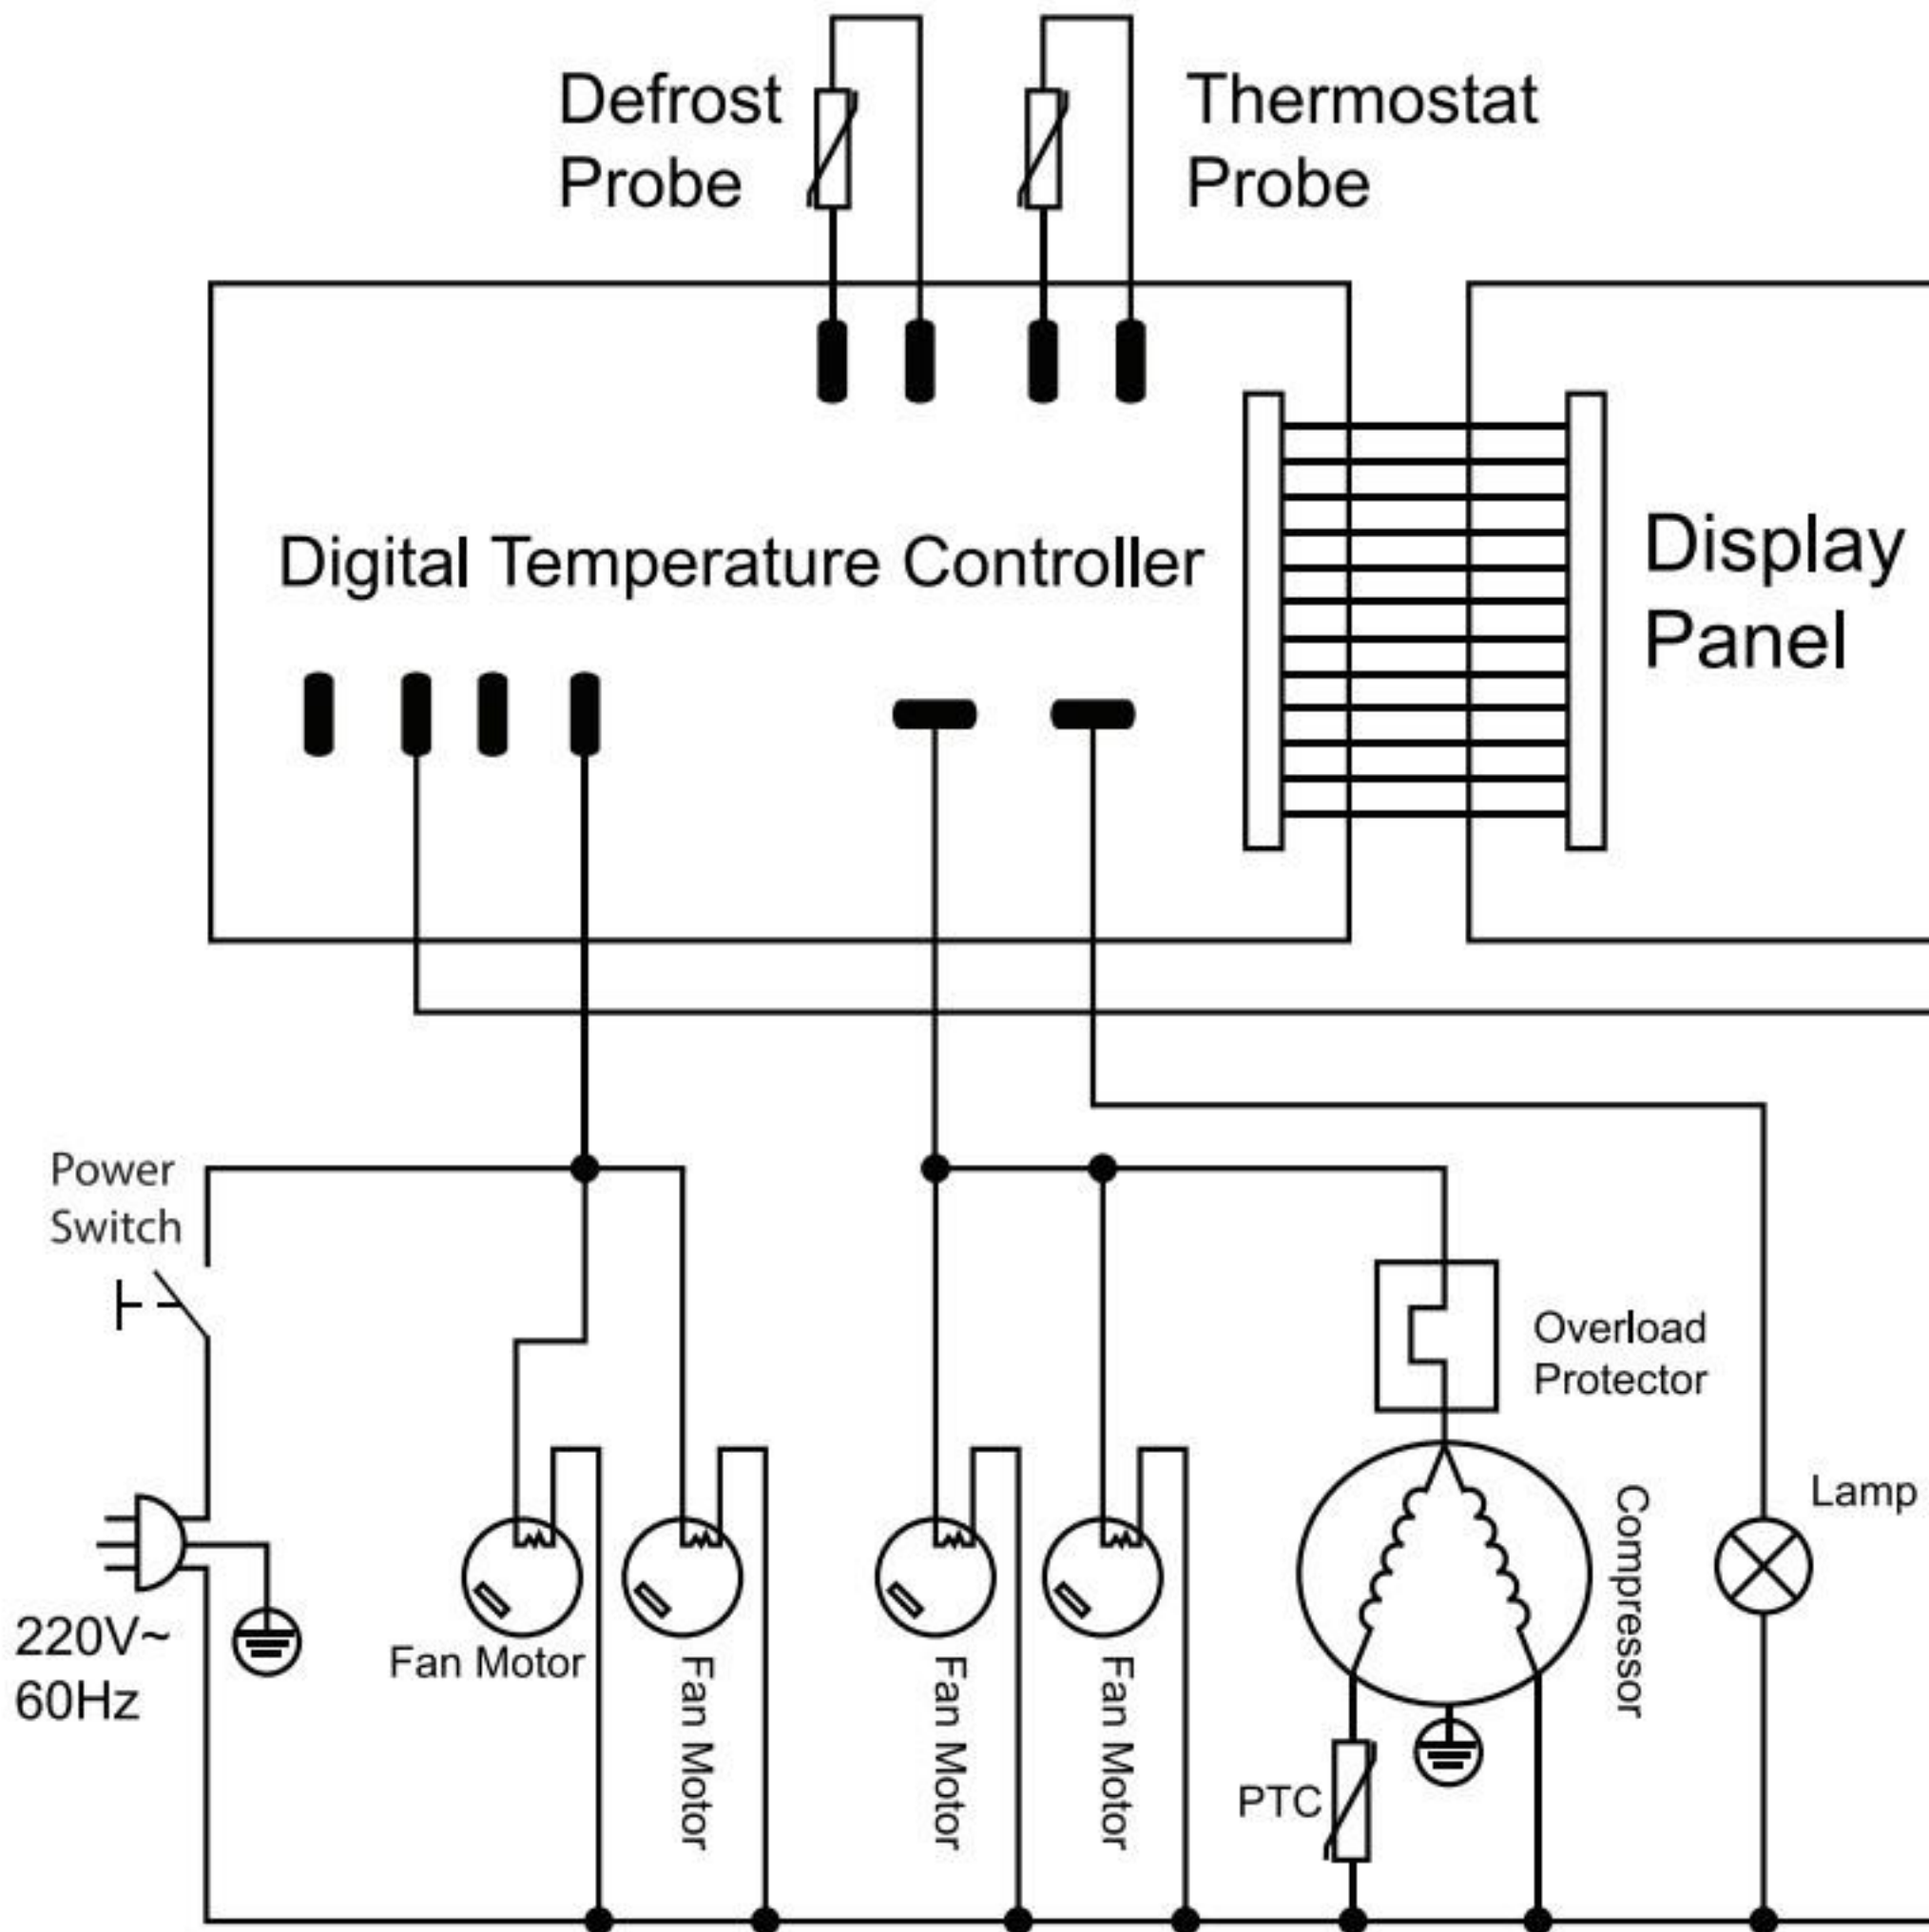 Defrost
Probe
Thermostat
Probe
Digital Temperature Controller
Display
Panel
Power
Switch
Overload
Protector
Lamp
Compressor
220V~
60Hz
Fan Motor
Fan Motor
Fan Motor
Fan Motor
PTC